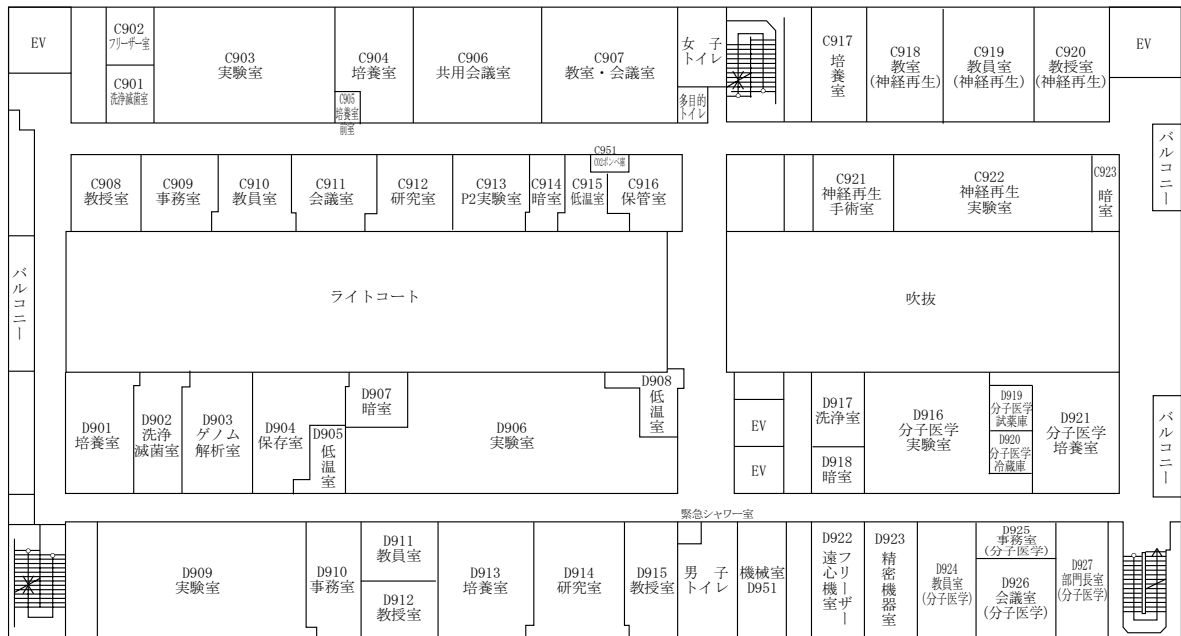 EV
C902
フリーザー室
C901
洗浄滅菌室
C903
実験室
C904
培養室
C905
培養室
前室
C906
共用会議室
C907
教室・会議室
女子
トイレ
多目的
トイレ
C917
培養室
C918
教室
(神経再生)
C919
教員室
(神経再生)
C920
教授室
(神経再生)
EV
バルコニー
C908
教授室
C909
事務室
C910
教員室
C911
会議室
C912
研究室
C913
P2実験室
C914
暗室
C915
低温室
C951
CO2ボンベ庫
C916
保管室
C921
神経再生
手術室
C922
神経再生
実験室
C923
暗室
バルコニー
ライトコート
吹抜
D901
培養室
D902
洗浄
滅菌室
D903
ゲノム
解析室
D904
保存室
D905
低温室
D907
暗室
D906
実験室
D908
低温室
EV
EV
D917
洗浄室
D918
暗室
D916
分子医学
実験室
D919
分子医学
試薬庫
D920
分子医学
冷蔵庫
D921
分子医学
培養室
バルコニー
緊急シャワー室
D909
実験室
D910
事務室
D911
教員室
D912
教授室
D913
培養室
D914
研究室
D915
教授室
男子
トイレ
機械室
D951
D922
フリーザー
遠心機室
D923
精密機器室
D924
教員室
(分子医学)
D925
事務室
(分子医学)
D926
会議室
(分子医学)
D927
部門長室
(分子医学)